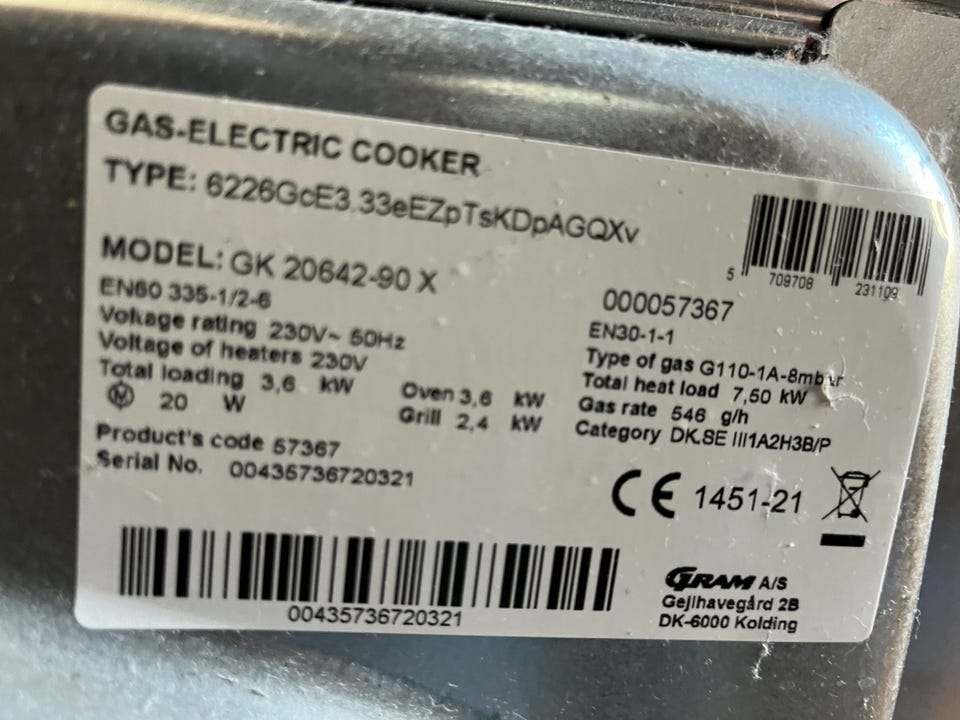 GAS-ELECTRIC COOKER
TYPE: 6226GcE3.33eEZpTsKDpAGQXv
MODEL: GK 20642-90 X
EN60 335-1/2-6
Voltage rating 230V~ 50Hz
Voltage of heaters 230V
Total loading 3,6 kW
M 20 W
Oven 3,6 kW
Grill 2,4 kW
Product's code 57367
Serial No. 00435736720321
5 709708 231109
000057367
EN30-1-1
Type of gas G110-1A-8mbar
Total heat load 7,50 kW
Gas rate 546 g/h
Category DK.SE III1A2H3B/P
CE 1451-21
00435736720321
GRAM A/S
Gejlhavegård 2B
DK-6000 Kolding